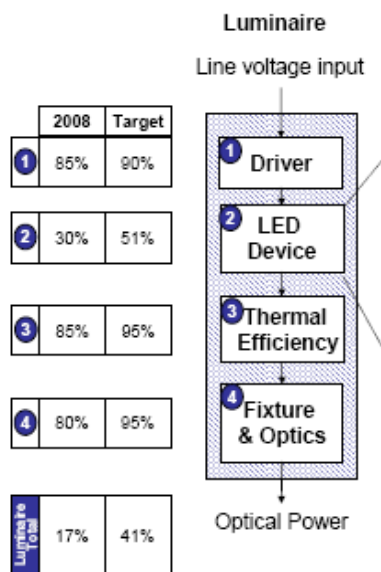 Luminaire
Line voltage input
2008 Target
1 85% 90%
1 Driver
2 30% 51%
2 LED
Device
3 85% 95%
3 Thermal
Efficiency
4 80% 95%
4 Fixture
& Optics
Luminaire
Total
17% 41%
Optical Power